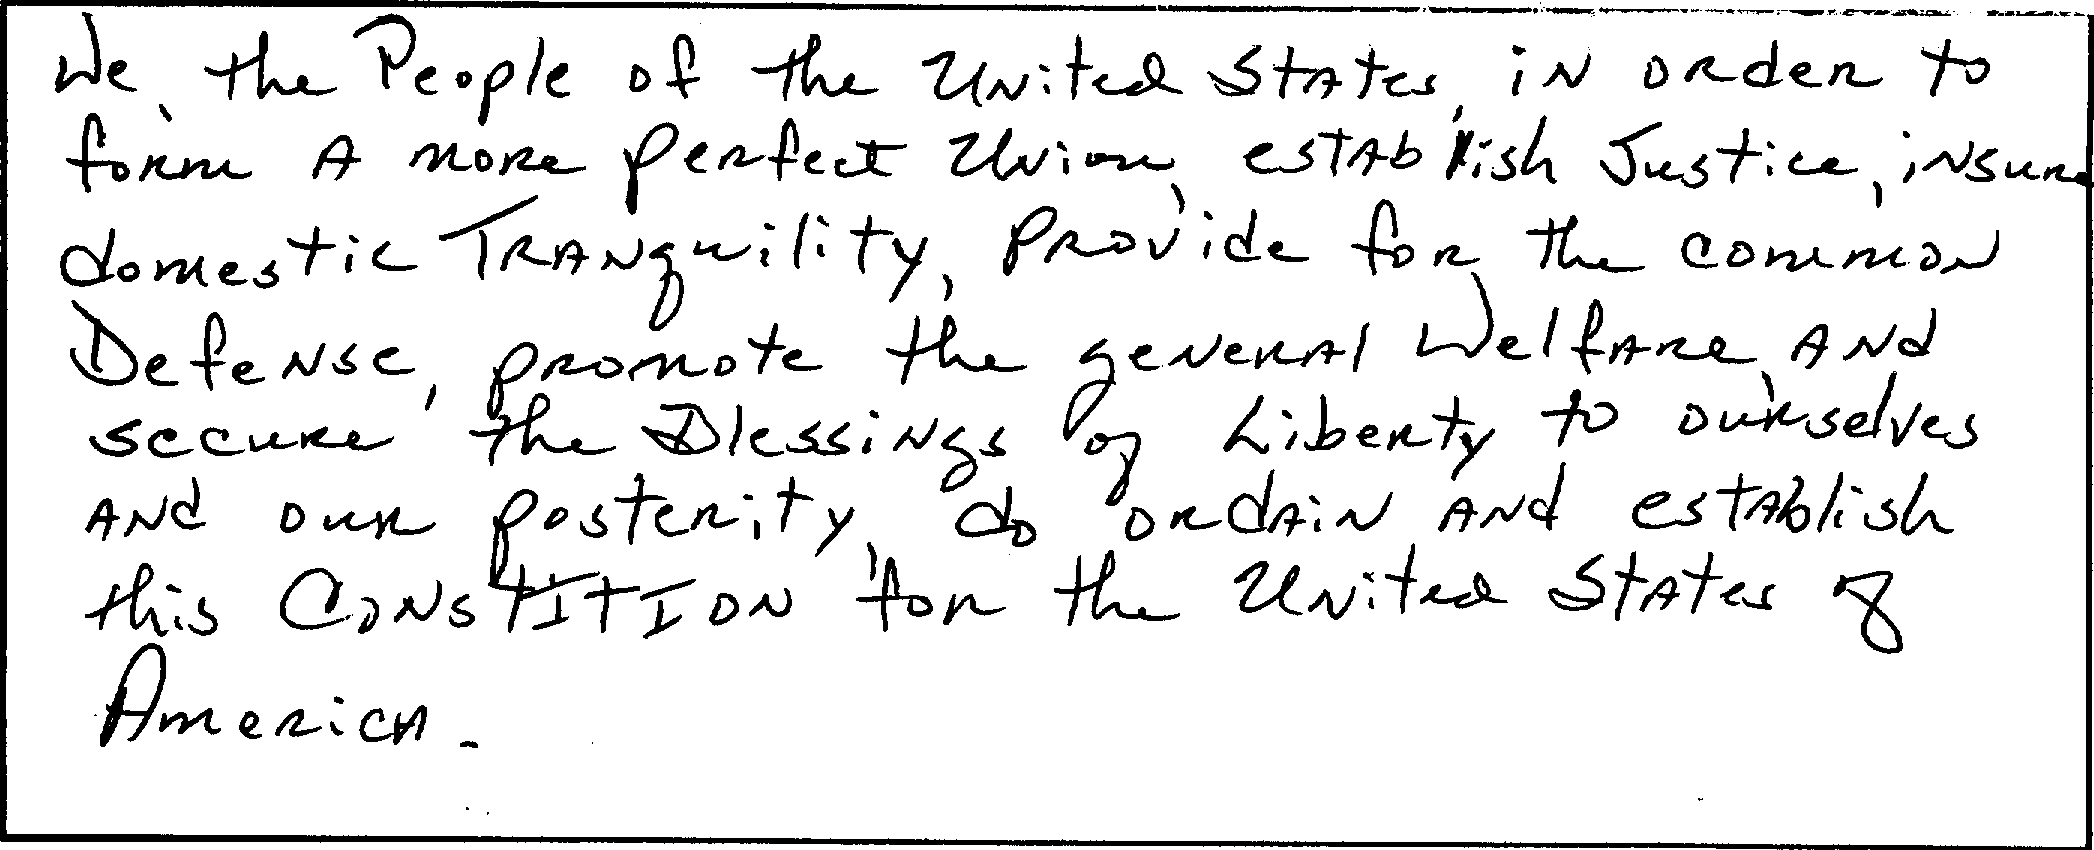 We, the People of the United States, in order to
form A more perfect Union, establish Justice, insure
domestic Tranquility, Provide for the common
Defense, promote the general Welfare, and
secure the Blessings of Liberty to ourselves
and our posterity, do ordain and establish
this CONSTITION for the United States of
America.